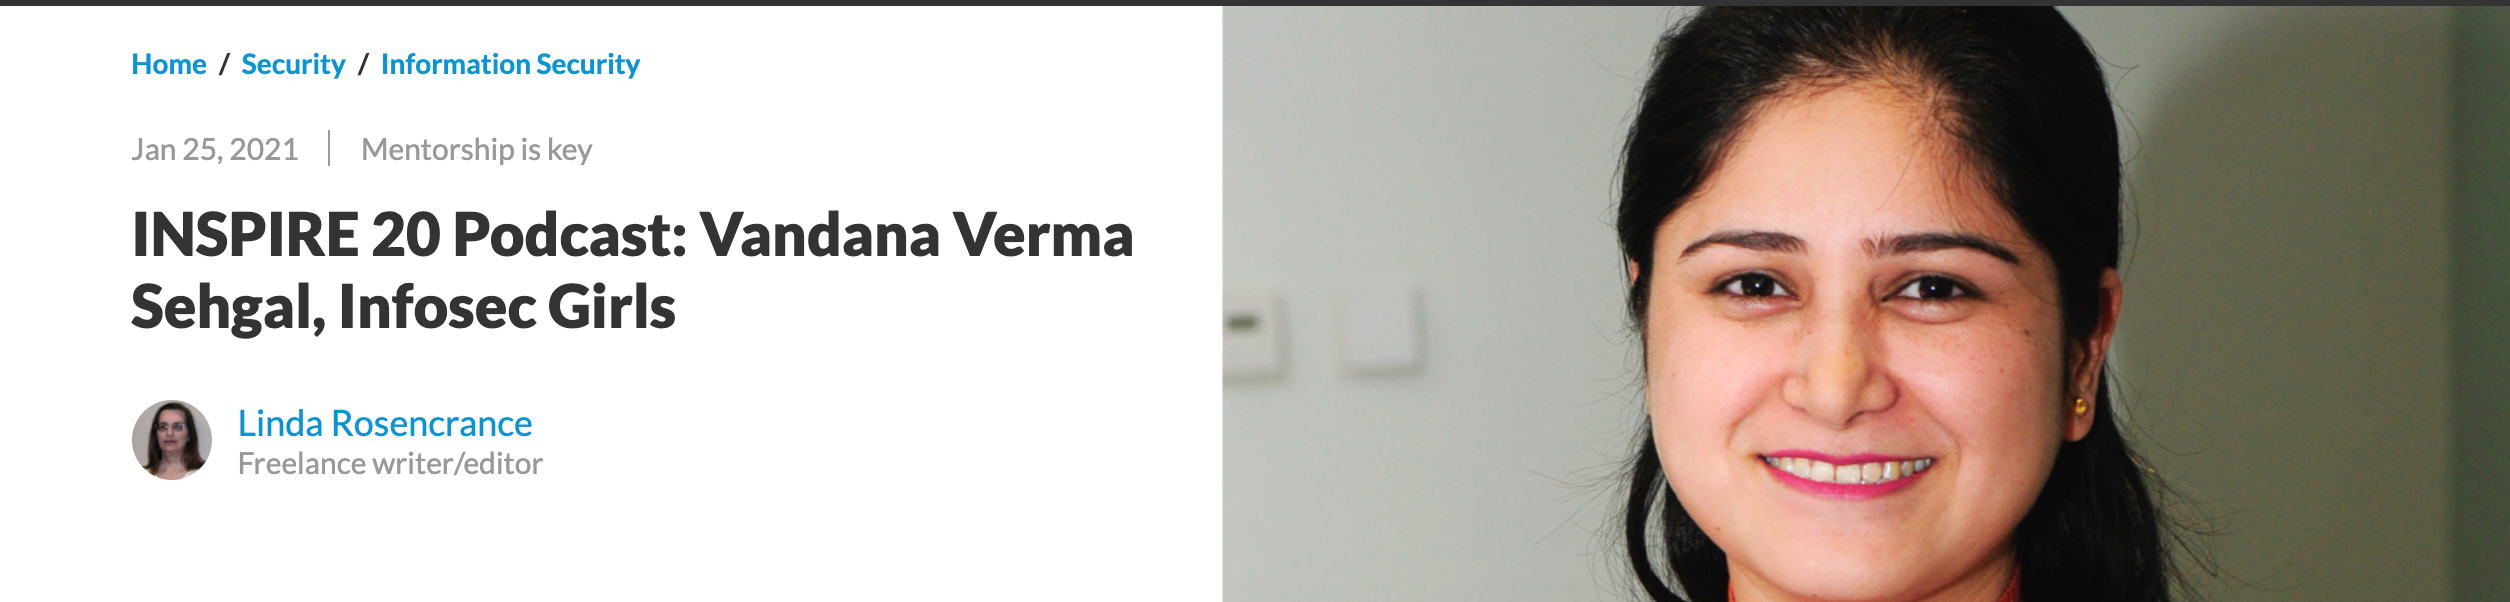 Home / Security / Information Security
Jan 25, 2021 | Mentorship is key
INSPIRE 20 Podcast: Vandana Verma
Sehgal, Infosec Girls
Linda Rosencrance
Freelance writer/editor